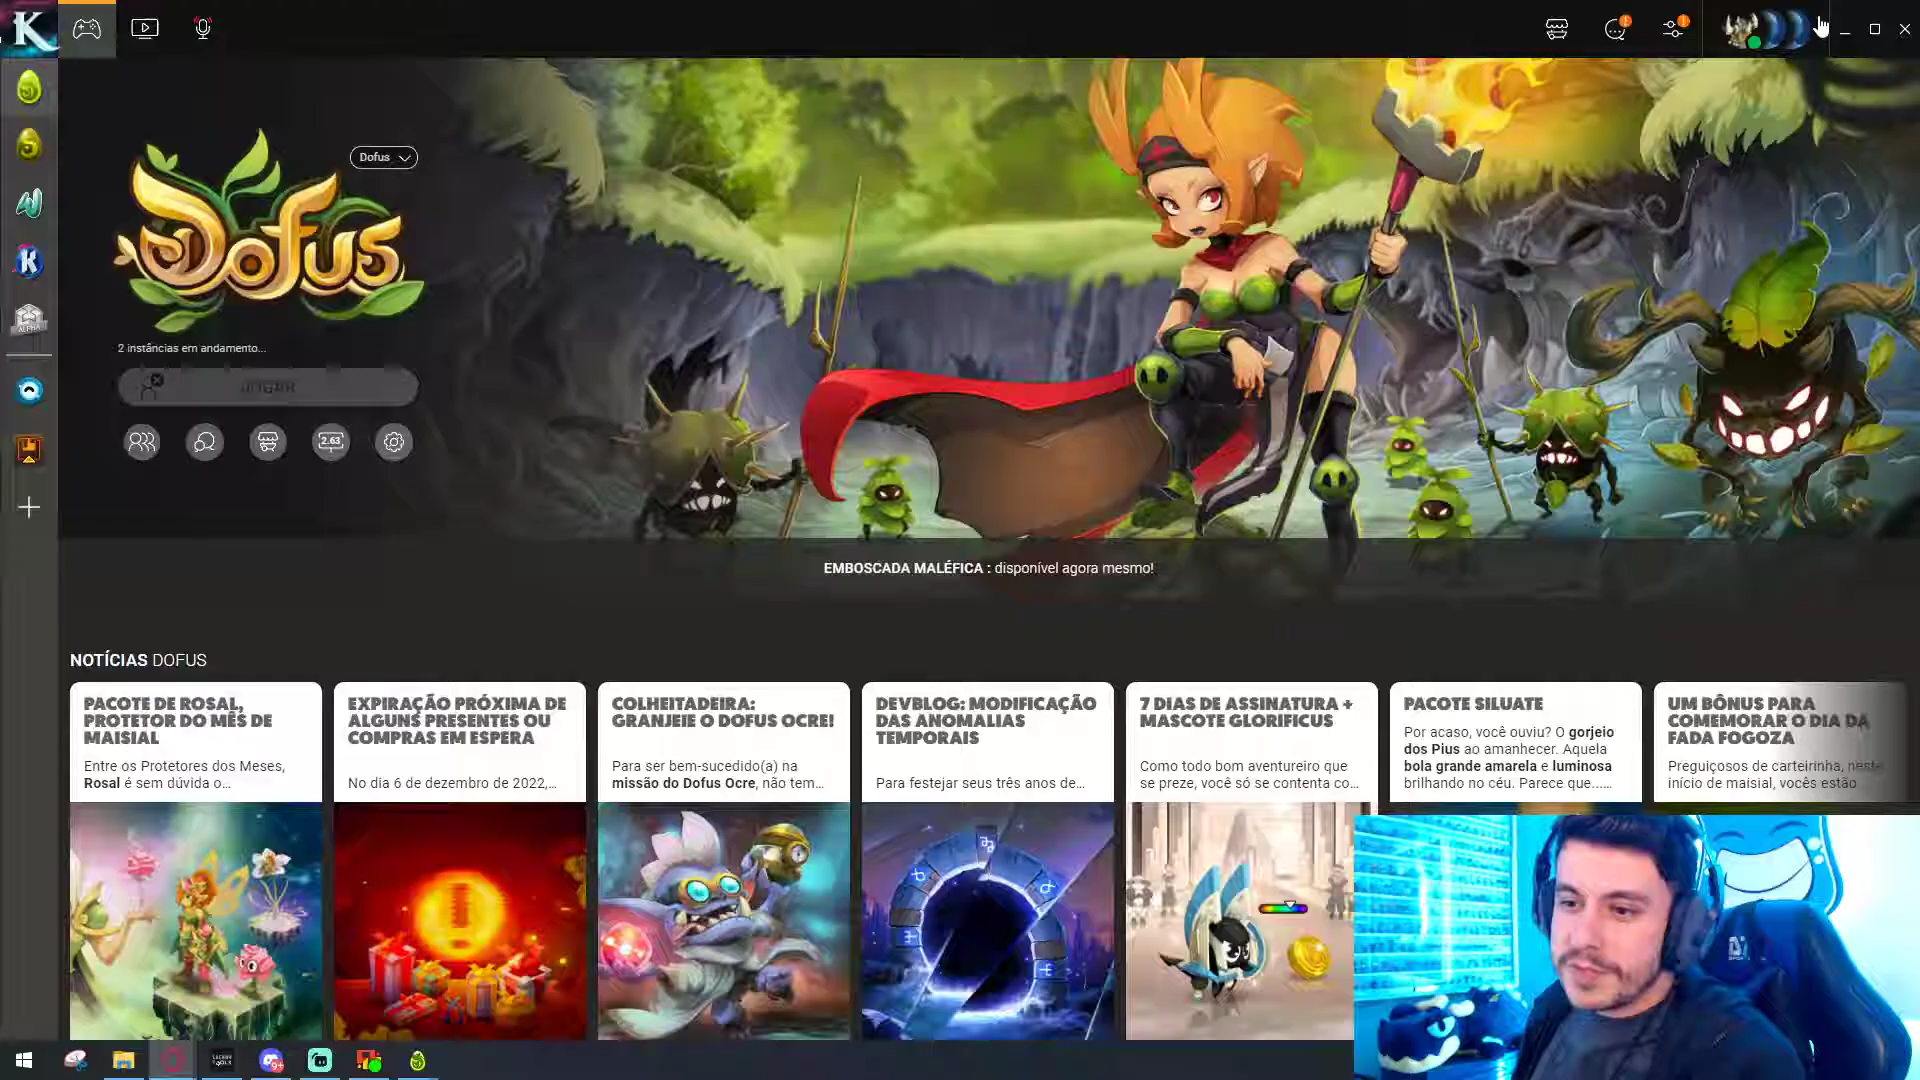 Dofus
DOFUS
2 instâncias em andamento...
JOGAR
2.63
ALPHA
EMBOSCADA MALÉFICA : disponível agora mesmo!
NOTÍCIAS DOFUS
PACOTE DE ROSAL,
PROTETOR DO MÊS DE
MAISIAL
Entre os Protetores dos Meses,
Rosal é sem dúvida o...
EXPIRAÇÃO PRÓXIMA DE
ALGUNS PRESENTES OU
COMPRAS EM ESPERA
No dia 6 de dezembro de 2022,...
COLHEITADEIRA:
GRANJEIE O DOFUS OCRE!
Para ser bem-sucedido(a) na
missão do Dofus Ocre, não tem...
DEVBLOG: MODIFICAÇÃO
DAS ANOMALIAS
TEMPORAIS
Para festejar seus três anos de...
7 DIAS DE ASSINATURA +
MASCOTE GLORIFICUS
Como todo bom aventureiro que
se preze, você só se contenta co...
PACOTE SILUATE
Por acaso, você ouviu? O gorjeio
dos Pius ao amanhecer. Aquela
bola grande amarela e luminosa
brilhando no céu. Parece que......
UM BÔNUS PARA
COMEMORAR O DIA DA
FADA FOGOZA
Preguiçosos de carteirinha, neste
início de maisial, vocês estão
9+